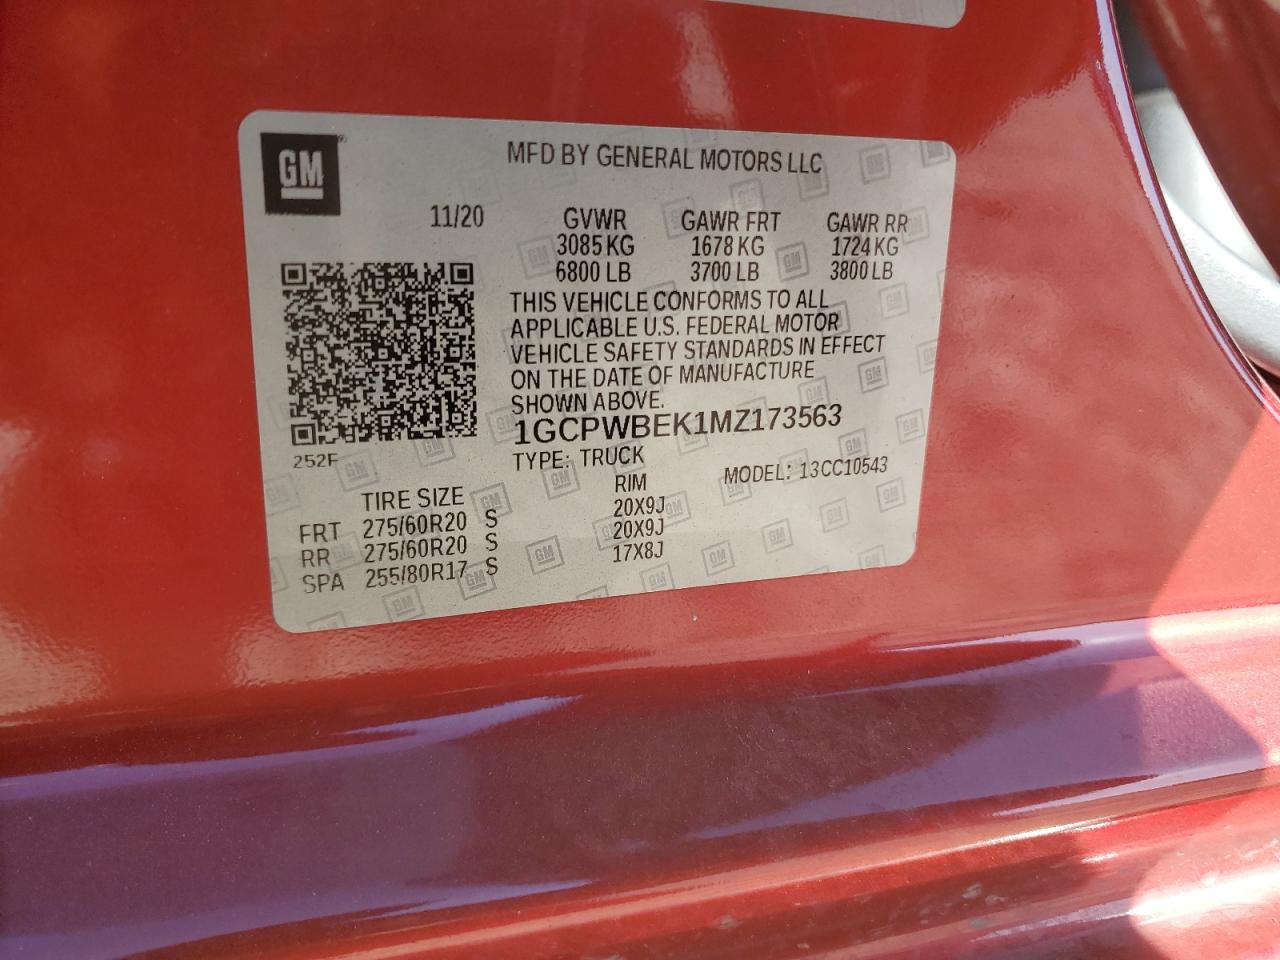 GM
MFD BY GENERAL MOTORS LLC
11/20 GVWR GAWR FRT GAWR RR
3085 KG 1678 KG 1724 KG
6800 LB 3700 LB 3800 LB
THIS VEHICLE CONFORMS TO ALL
APPLICABLE U.S. FEDERAL MOTOR
VEHICLE SAFETY STANDARDS IN EFFECT
ON THE DATE OF MANUFACTURE
SHOWN ABOVE.
1GCPWBEK1MZ173563
252F
TYPE: TRUCK MODEL: 13CC10543
TIRE SIZE RIM
FRT 275/60R20 S 20X9J
RR 275/60R20 S 20X9J
SPA 255/80R17 S 17X8J